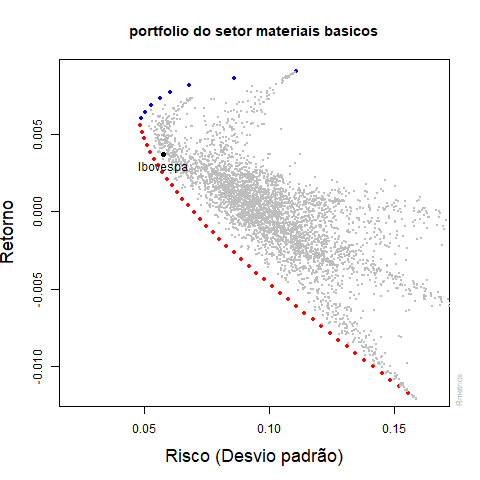 portfolio do setor materiais basicos
Retorno
0.005
0.000
-0.005
-0.010
Ibovespa
0.05
0.10
0.15
Risco (Desvio padrão)
Rmetrics